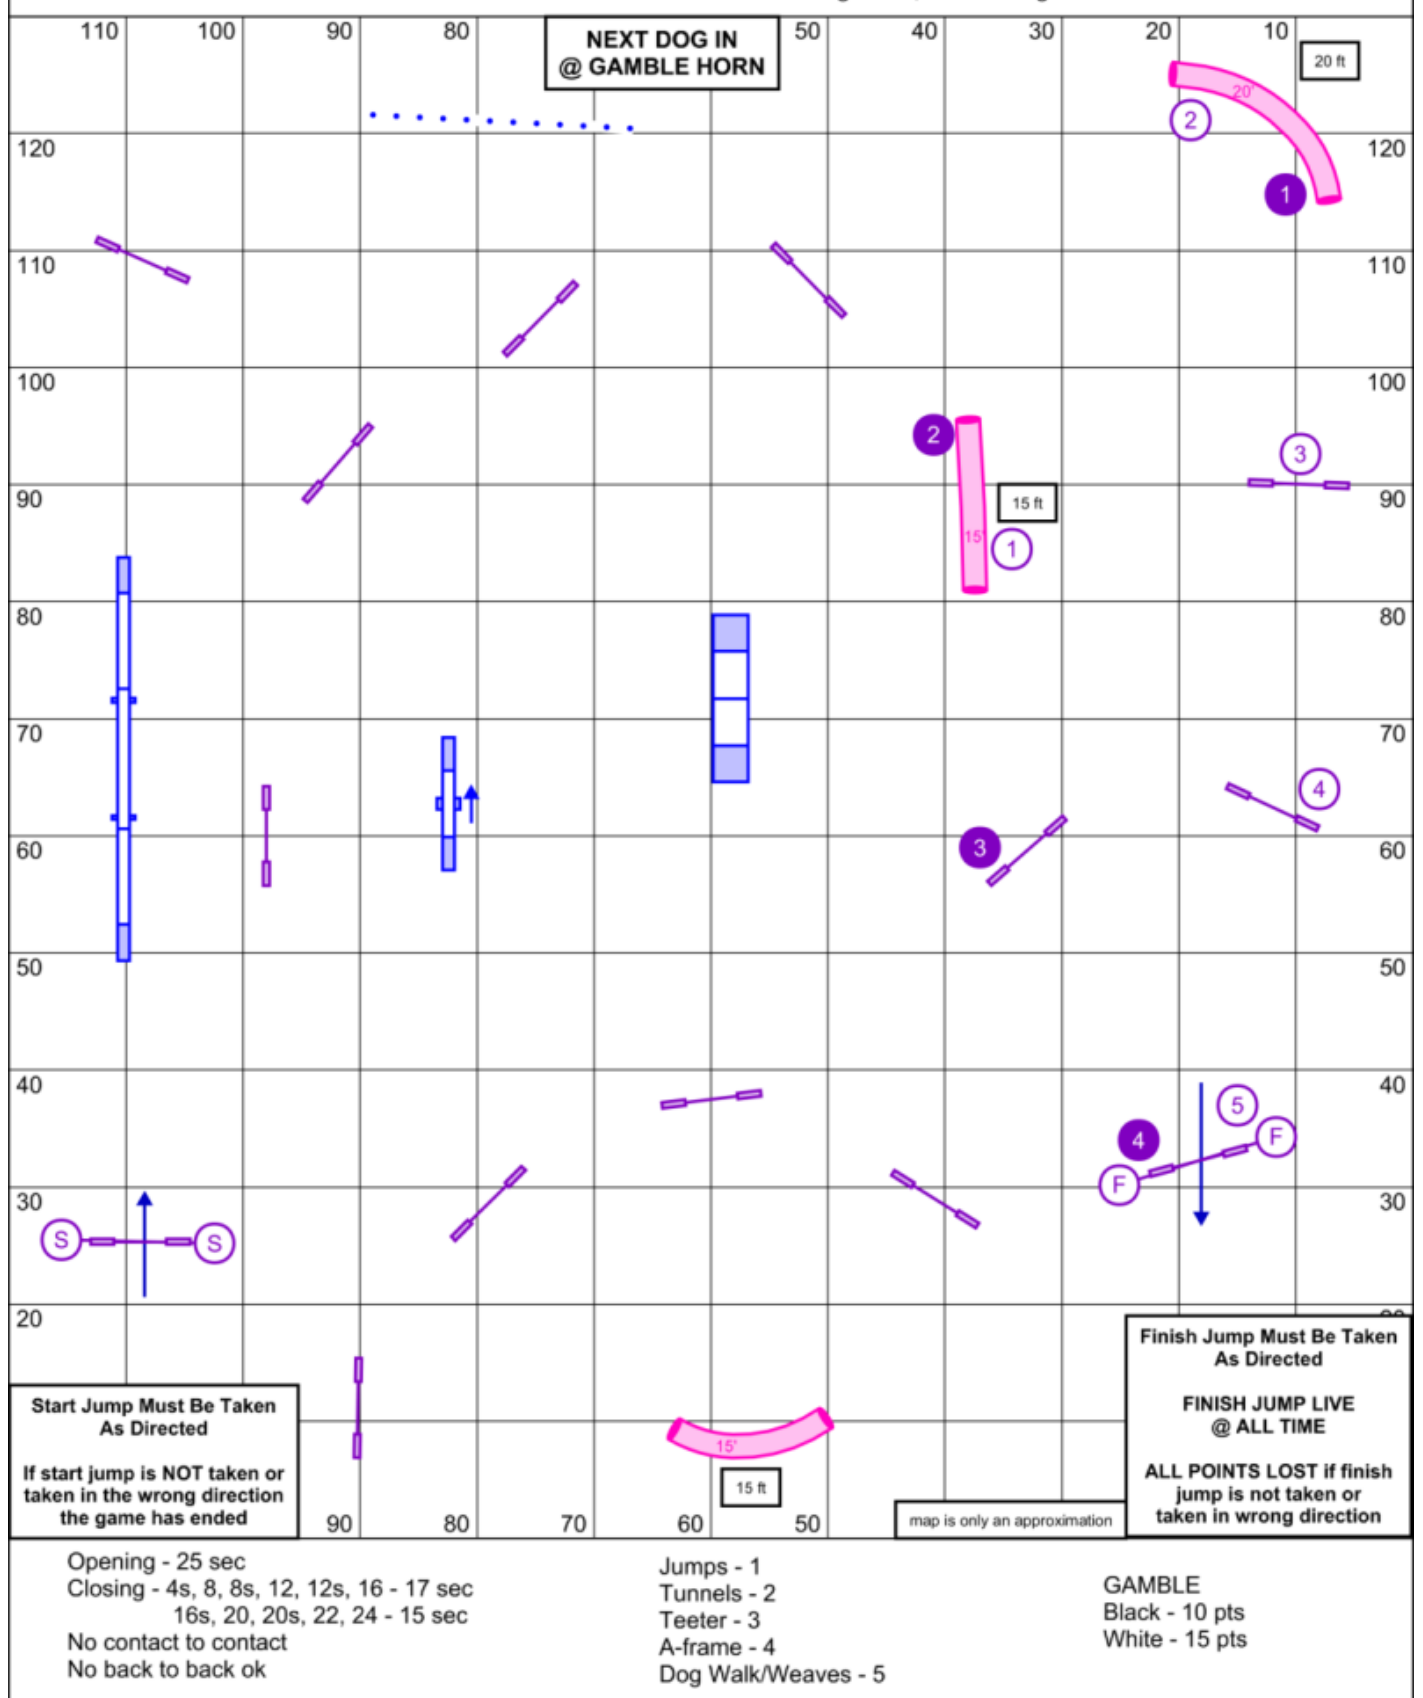 110 100 90 80 50 40 30 20 10
NEXT DOG IN
@ GAMBLE HORN
20 ft
20'
2
120 120
1
110 110
100 100
2
3
90 90
15 ft
15'
1
80 80
70 70
4
60 60
3
50 50
40 40
5
4
F
F
30 30
S S
20
Finish Jump Must Be Taken
As Directed
FINISH JUMP LIVE
@ ALL TIME
ALL POINTS LOST if finish
jump is not taken or
taken in wrong direction
Start Jump Must Be Taken
As Directed
If start jump is NOT taken or
taken in the wrong direction
the game has ended
15'
15 ft
90 80 70 60 50
map is only an approximation
Opening - 25 sec
Closing - 4s, 8, 8s, 12, 12s, 16 - 17 sec
16s, 20, 20s, 22, 24 - 15 sec
No contact to contact
No back to back ok
Jumps - 1
Tunnels - 2
Teeter - 3
A-frame - 4
Dog Walk/Weaves - 5
GAMBLE
Black - 10 pts
White - 15 pts